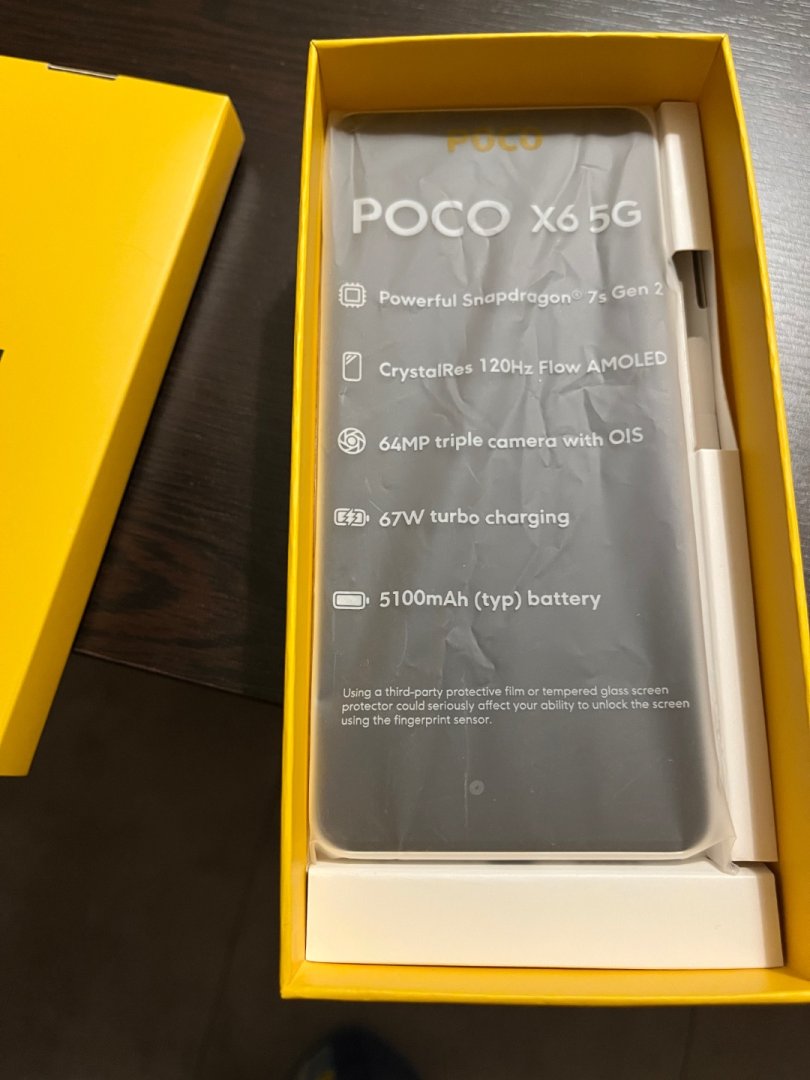 POCO
POCO X6 5G
Powerful Snapdragon® 7s Gen 2
CrystalRes 120Hz Flow AMOLED
64MP triple camera with OIS
67W turbo charging
5100mAh (typ) battery
Using a third-party protective film or tempered glass screen
protector could seriously affect your ability to unlock the screen
using the fingerprint sensor.